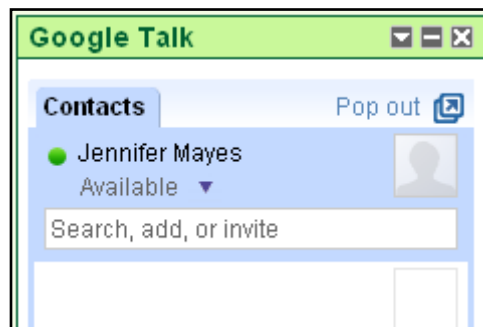 Google Talk
Contacts
Pop out
Jennifer Mayes
Available
Search, add, or invite